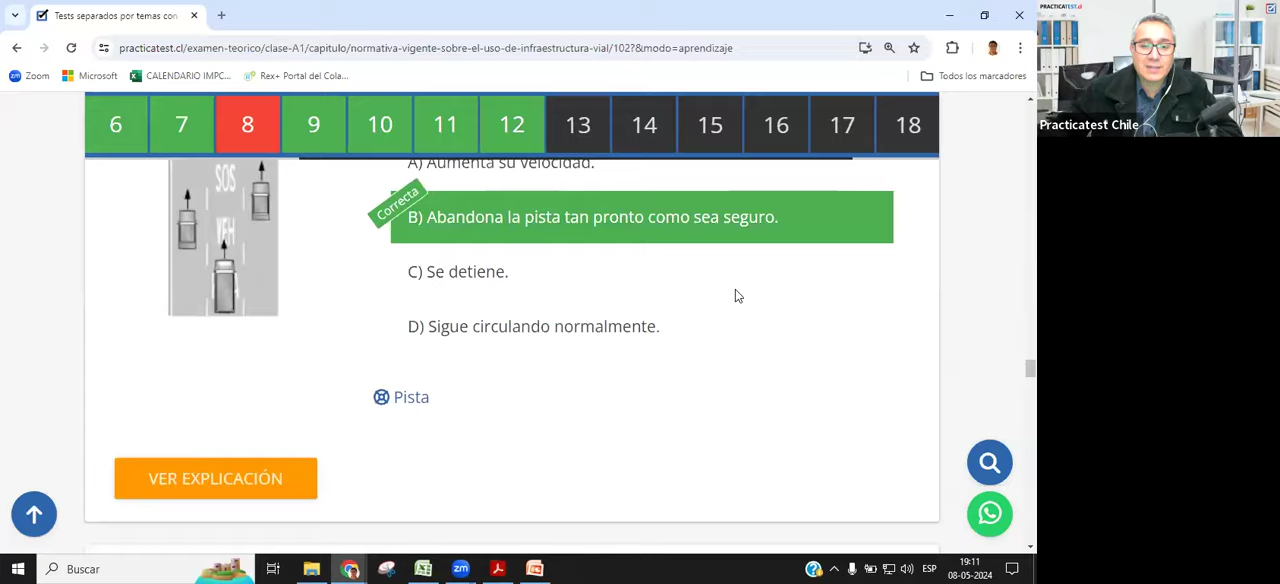 Tests separados por temas con
practicatest.cl/examen-teorico/clase-A1/capitulo/normativa-vigente-sobre-el-uso-de-infraestructura-vial/102?&modo=aprendizaje
Zoom
Microsoft
CALENDARIO IMPC...
Rex+ Portal del Cola...
Todos los marcadores
PRACTICATEST.cl
Practicatest Chile
6 7 8 9 10 11 12 13 14 15 16 17 18
A) Aumenta su velocidad.
SOS
VEH
Correcta
B) Abandona la pista tan pronto como sea seguro.
C) Se detiene.
D) Sigue circulando normalmente.
Pista
VER EXPLICACIÓN
Buscar
ESP
19:11
08-05-2024